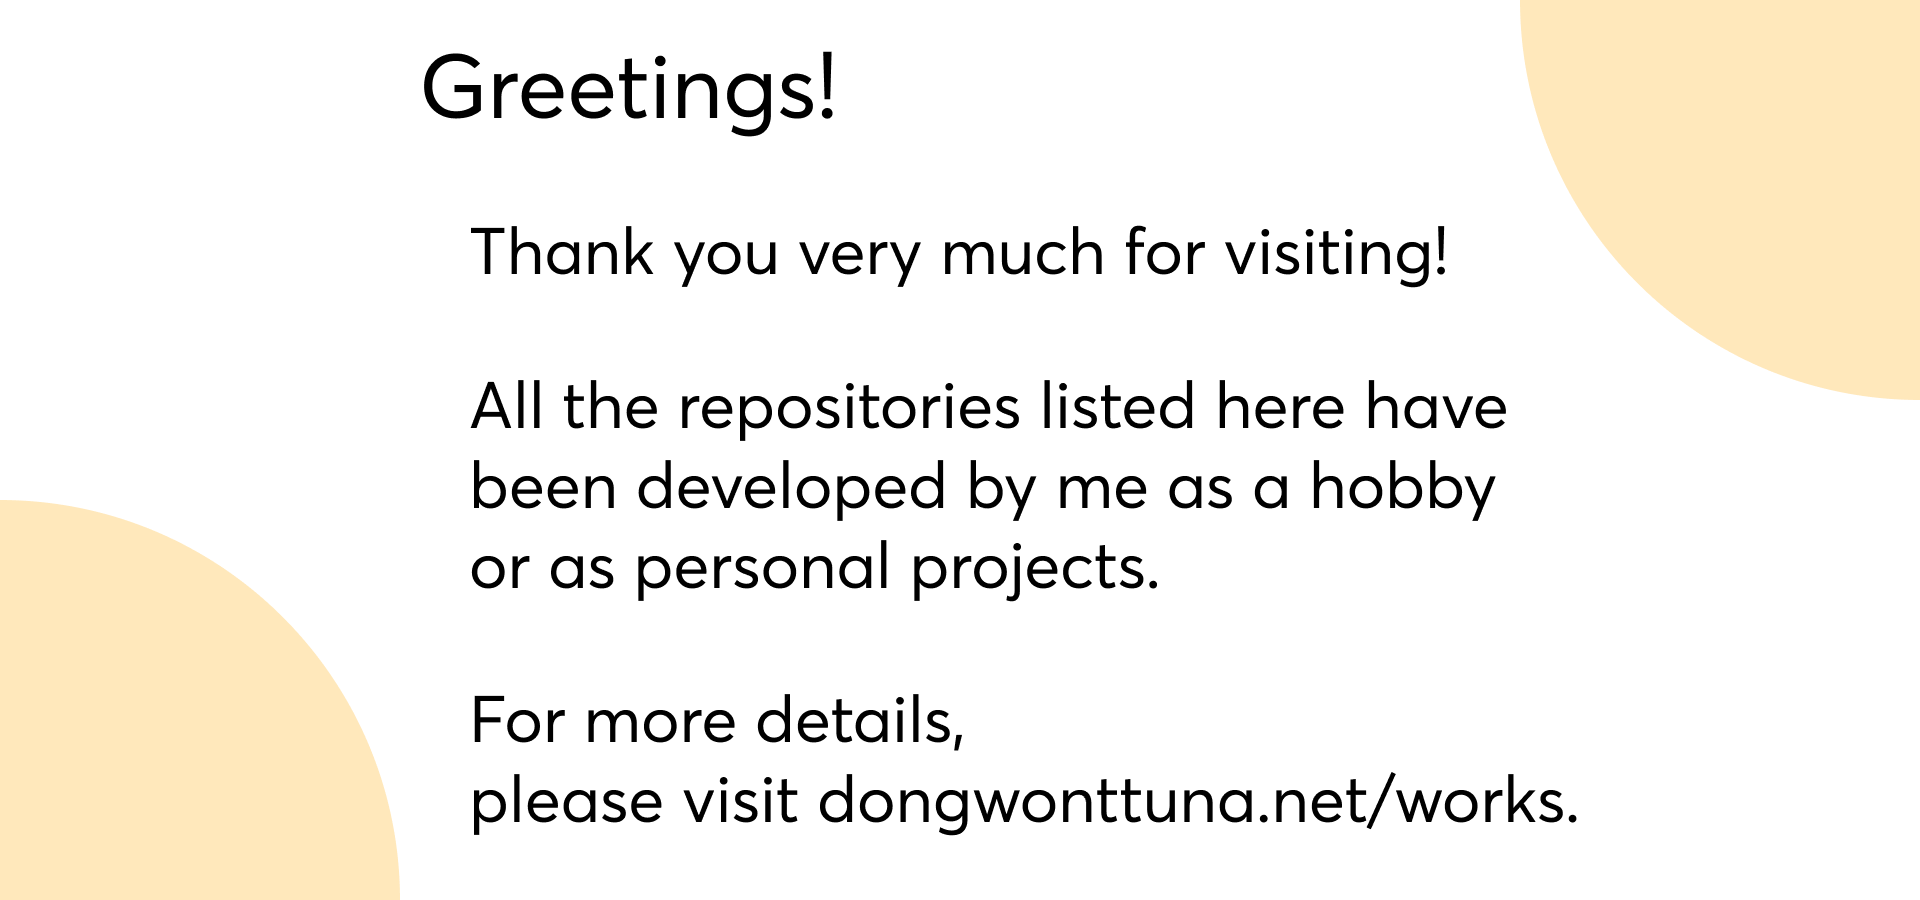 Greetings!
Thank you very much for visiting!
All the repositories listed here have
been developed by me as a hobby
or as personal projects.
For more details,
please visit dongwonttuna.net/works.